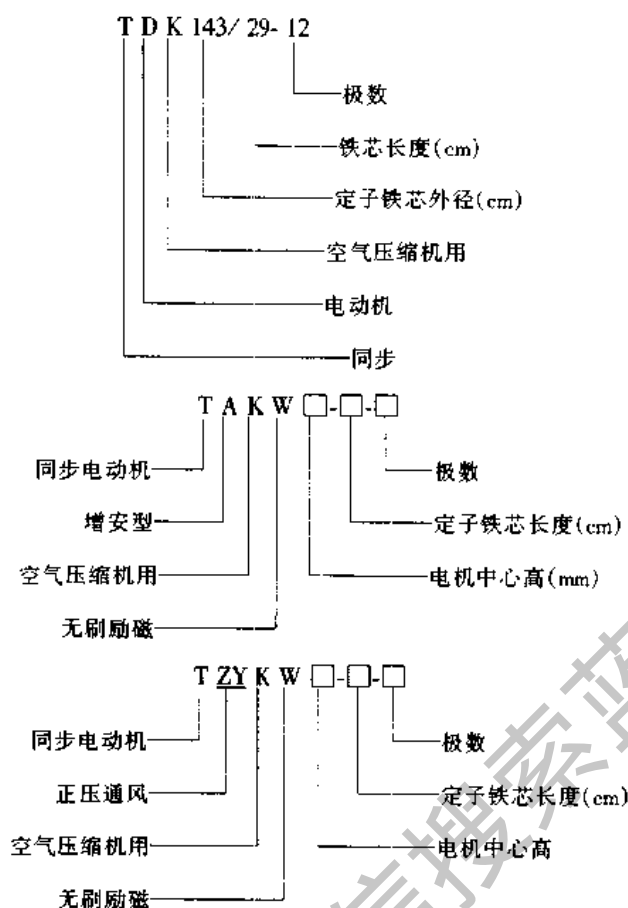 T D K 143/ 29- 12
极数
铁芯长度(cm)
定子铁芯外径(cm)
空气压缩机用
电动机
同步
T A K W □-□-□
同步电动机
极数
增安型
定子铁芯长度(cm)
空气压缩机用
电机中心高(mm)
无刷励磁
T ZY K W □-□-□
同步电动机
极数
正压通风
定子铁芯长度(cm)
空气压缩机用
电机中心高
无刷励磁
信搜索蓝